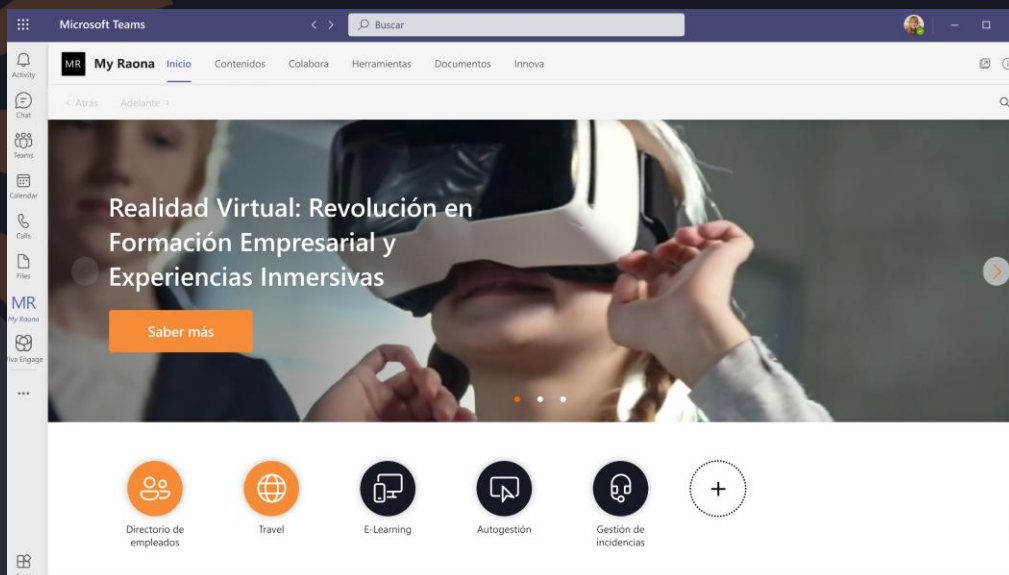 Microsoft Teams
Buscar
Activity
Chat
Teams
Calendar
Calls
Files
MR
My Raona
Viva Engage
MR My Raona Inicio Contenidos Colabora Herramientas Documentos Innova
< Atrás Adelante >
Realidad Virtual: Revolución en
Formación Empresarial y
Experiencias Inmersivas
Saber más
Directorio de
empleados
Travel
E-Learning
Autogestión
Gestión de
incidencias